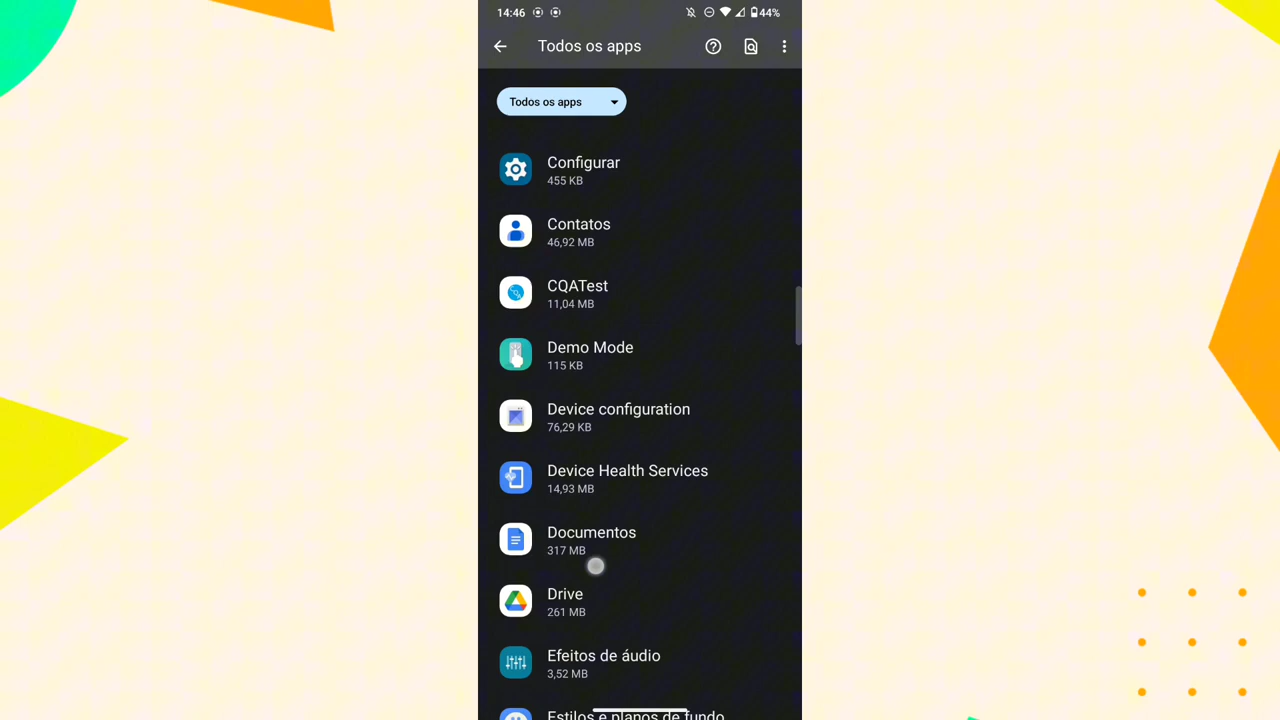 14:46
44%
Todos os apps
Todos os apps
Configurar
455 KB
Contatos
46,92 MB
CQATest
11,04 MB
Demo Mode
115 KB
Device configuration
76,29 KB
Device Health Services
14,93 MB
Documentos
317 MB
Drive
261 MB
Efeitos de áudio
3,52 MB
Estilos e planos de fundo